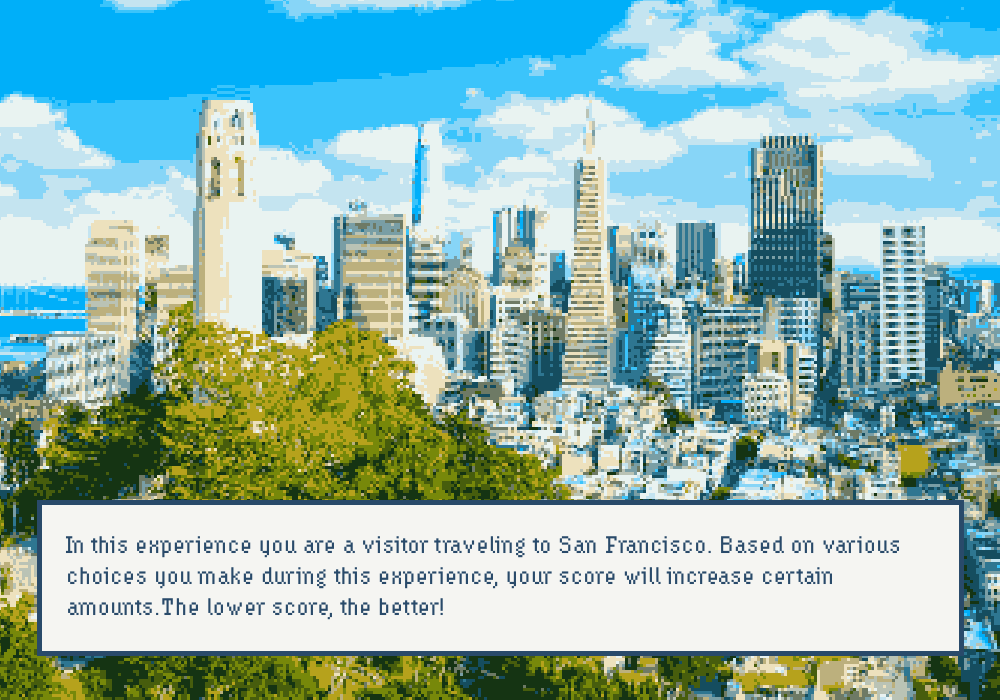 In this experience you are a visitor traveling to San Francisco. Based on various
choices you make during this experience, your score will increase certain
amounts.The lower score, the better!